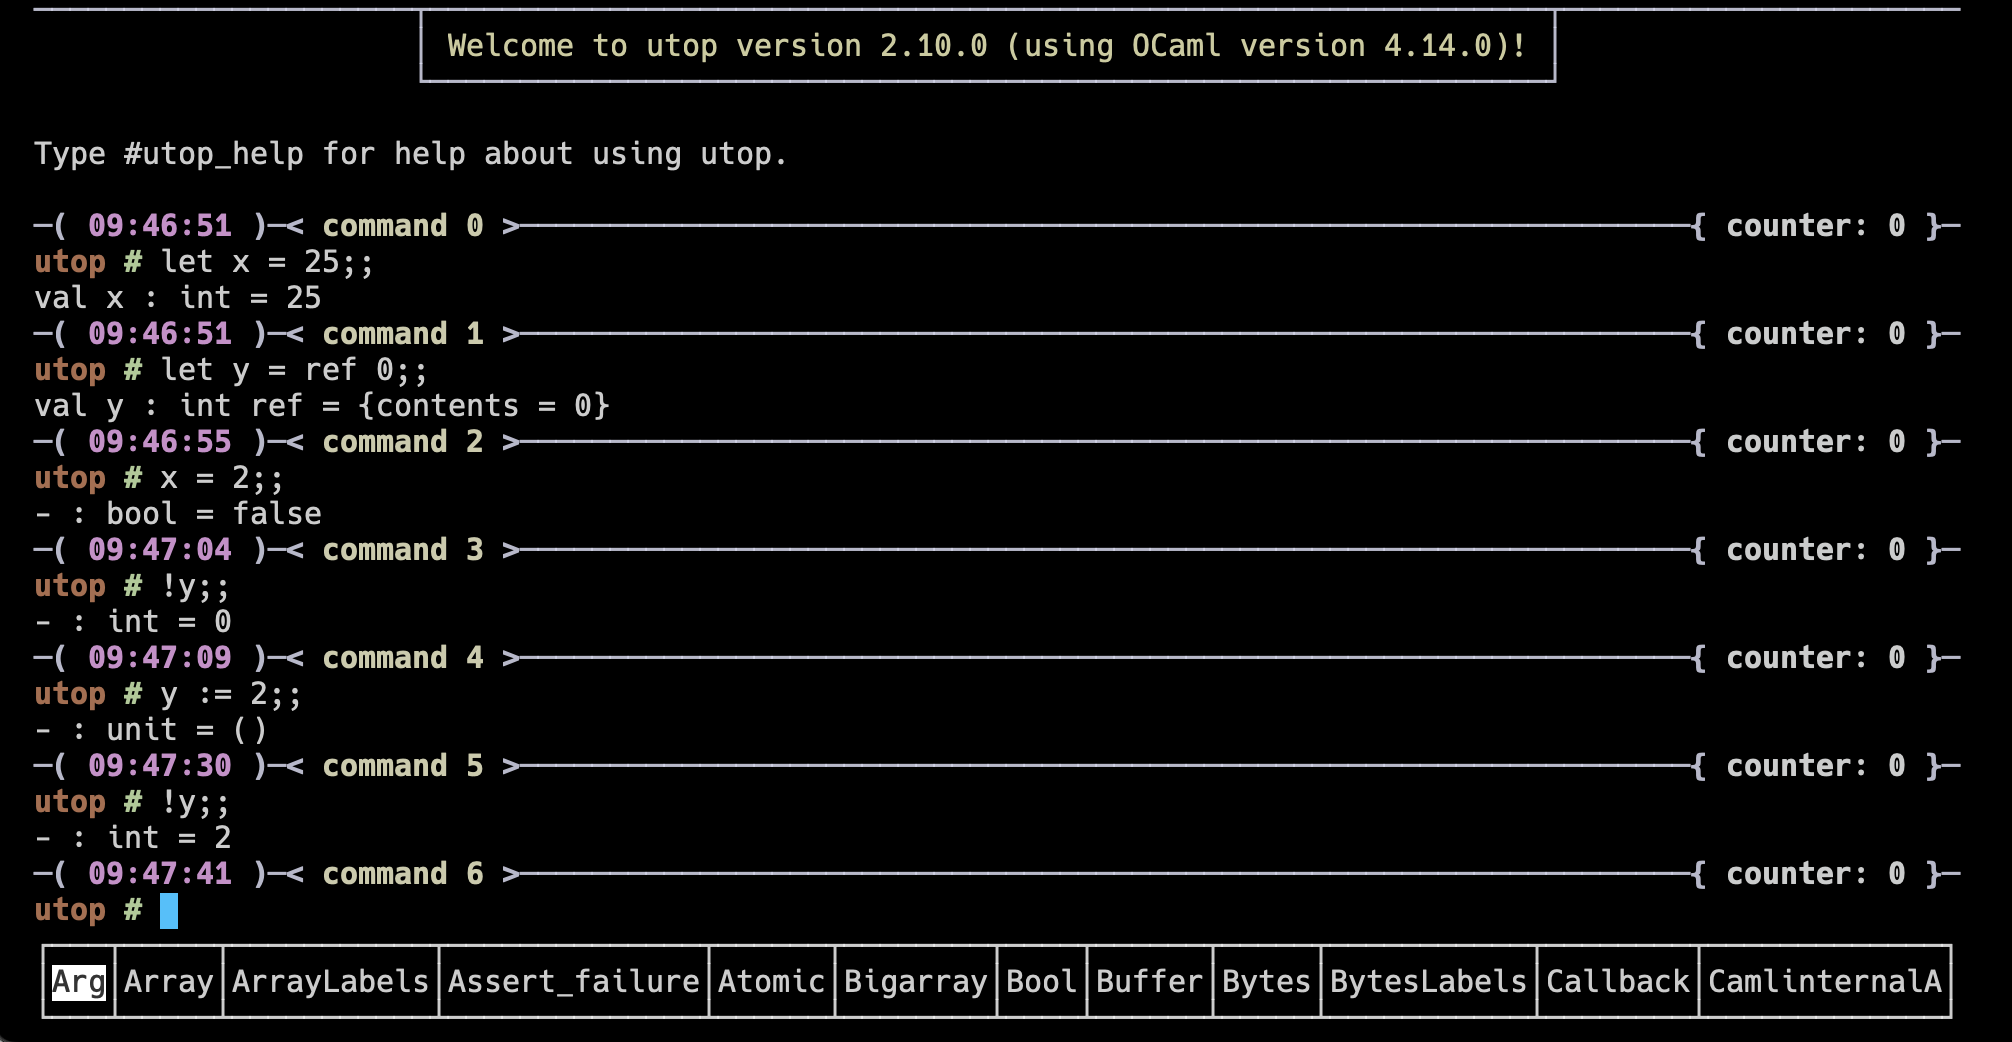 Welcome to utop version 2.10.0 (using OCaml version 4.14.0)!
Type #utop_help for help about using utop.
─( 09:46:51 )─< command 0 >──────────{ counter: 0 }─
utop # let x = 25;;
val x : int = 25
─( 09:46:51 )─< command 1 >──────────{ counter: 0 }─
utop # let y = ref 0;;
val y : int ref = {contents = 0}
─( 09:46:55 )─< command 2 >──────────{ counter: 0 }─
utop # x = 2;;
- : bool = false
─( 09:47:04 )─< command 3 >──────────{ counter: 0 }─
utop # !y;;
- : int = 0
─( 09:47:09 )─< command 4 >──────────{ counter: 0 }─
utop # y := 2;;
- : unit = ()
─( 09:47:30 )─< command 5 >──────────{ counter: 0 }─
utop # !y;;
- : int = 2
─( 09:47:41 )─< command 6 >──────────{ counter: 0 }─
utop #
Arg│Array│ArrayLabels│Assert_failure│Atomic│Bigarray│Bool│Buffer│Bytes│BytesLabels│Callback│CamlinternalA